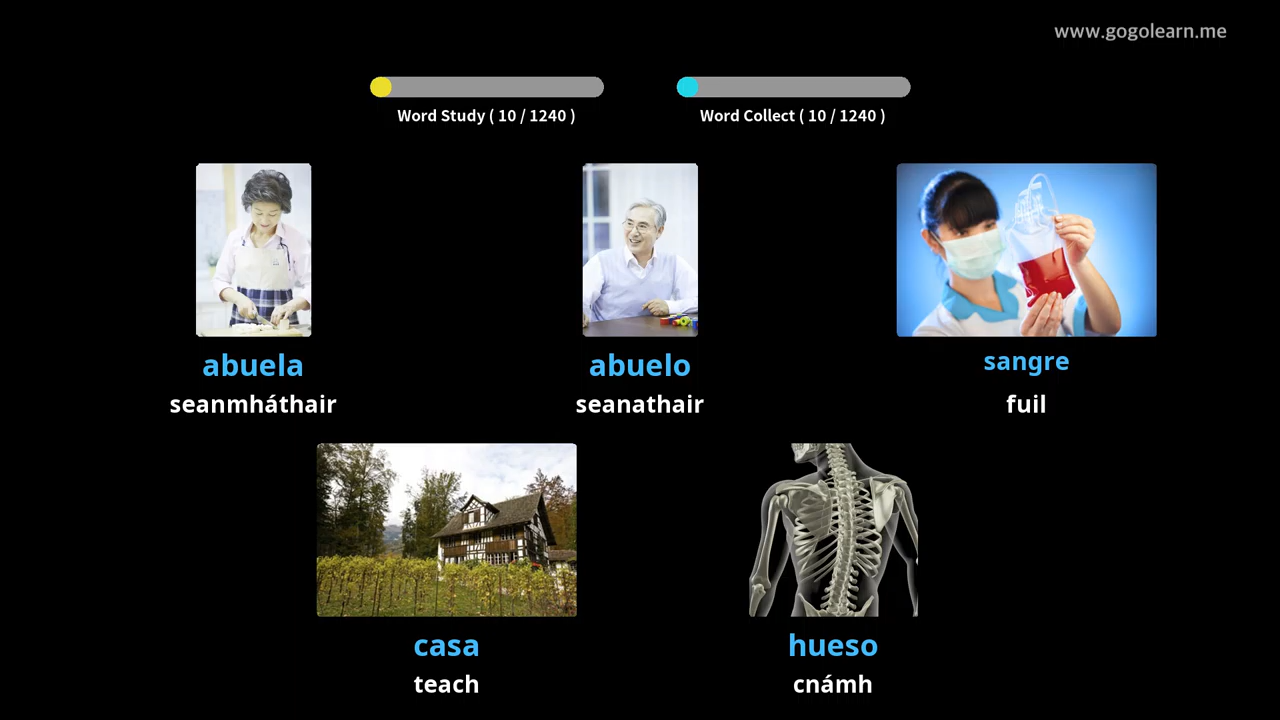 www.gogolearn.me
Word Study ( 10 / 1240 )
Word Collect ( 10 / 1240 )
abuela
seanmháthair
abuelo
seanathair
sangre
fuil
casa
teach
hueso
cnámh